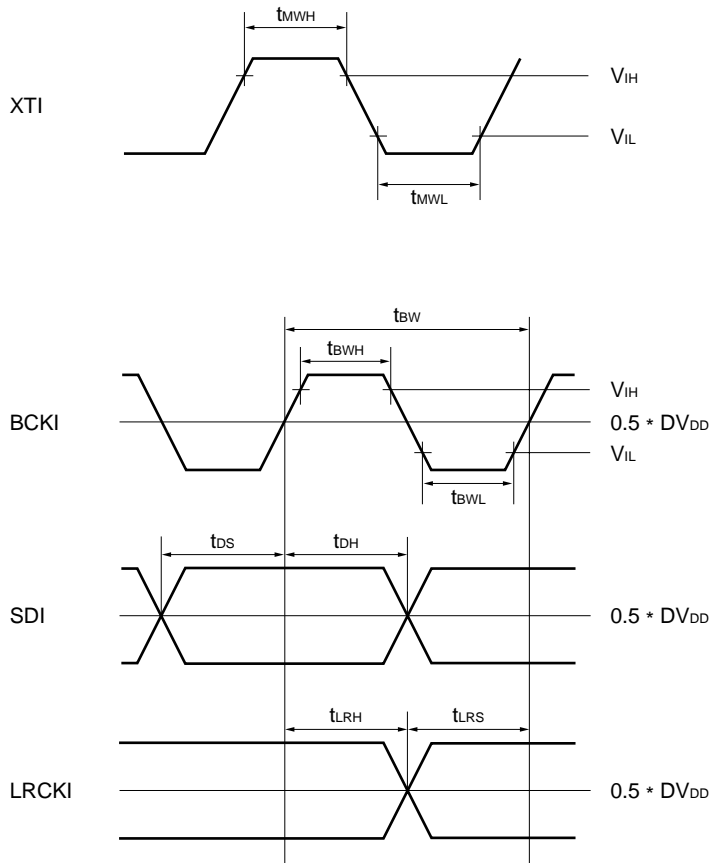 tMWH
XTI
VIH
VIL
tMWL
tBW
tBWH
BCKI
VIH
0.5 * DVDD
VIL
tBWL
tDS
tDH
SDI
0.5 * DVDD
tLRH
tLRS
LRCKI
0.5 * DVDD